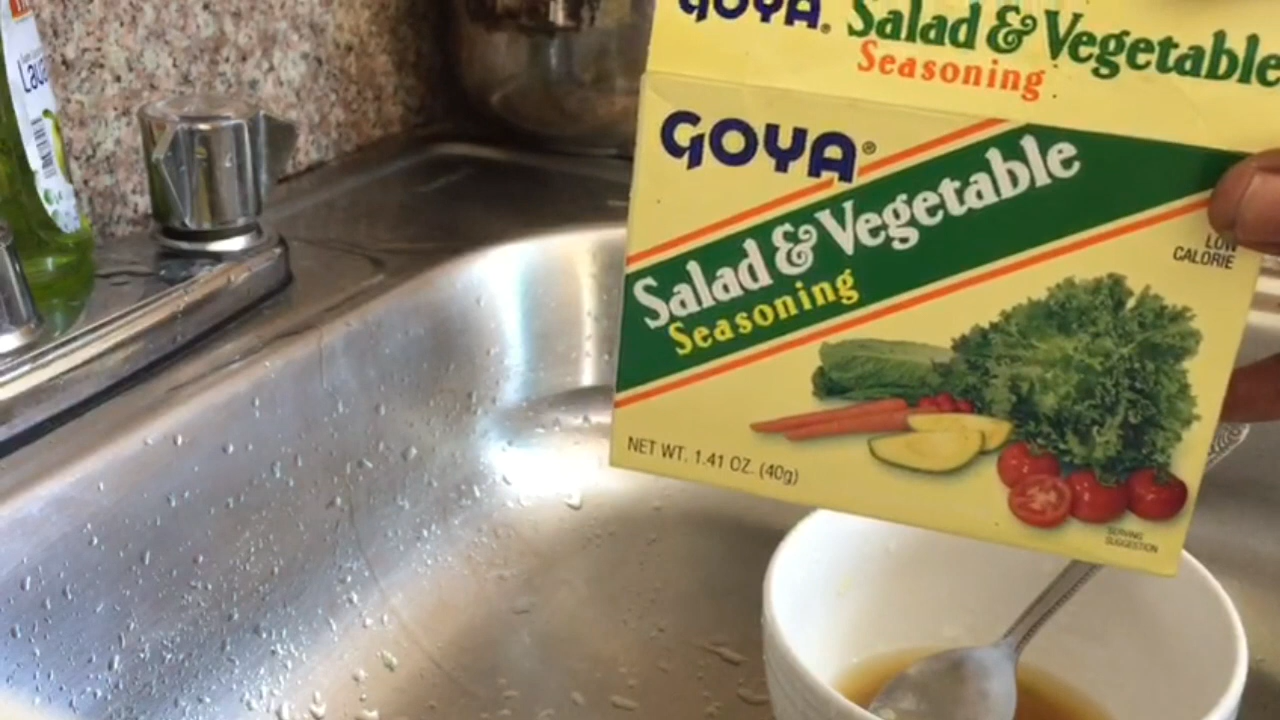 GOYA® Salad & Vegetable
Seasoning
GOYA®
Salad & Vegetable
Seasoning
LOW
CALORIE
NET WT. 1.41 OZ. (40g)
SERVING
SUGGESTION